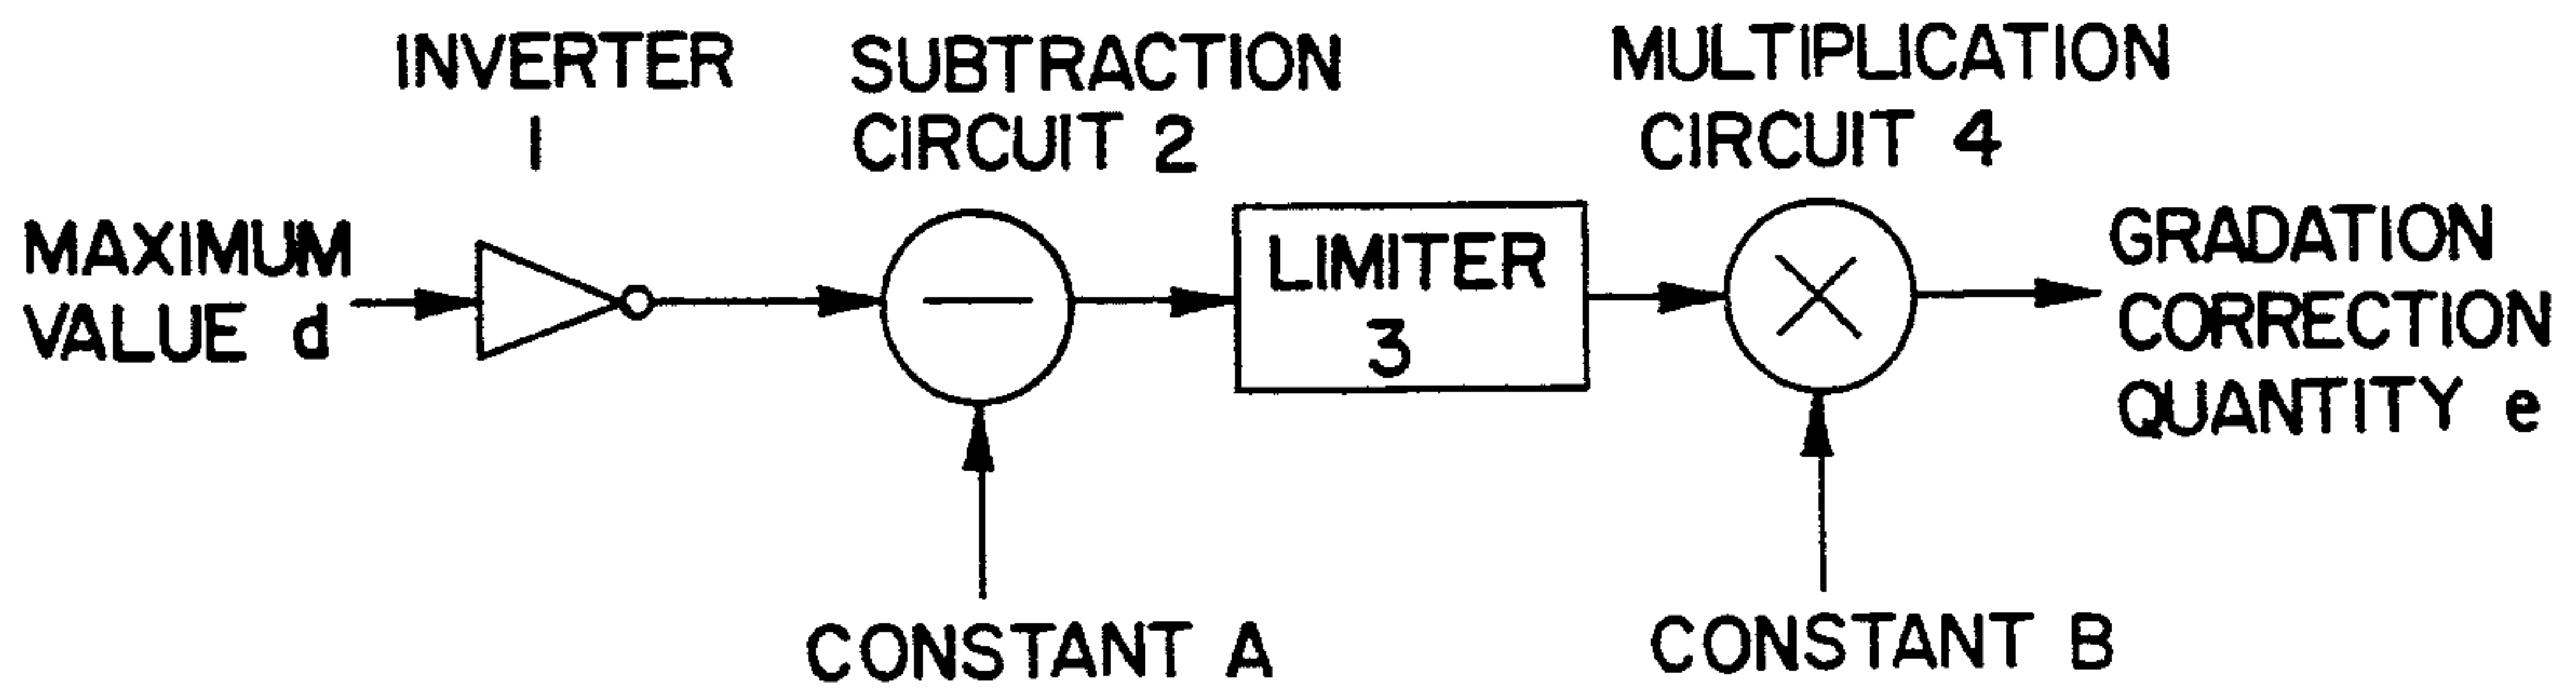 INVERTER
1
SUBTRACTION
CIRCUIT 2
MULTIPLICATION
CIRCUIT 4
MAXIMUM
VALUE d
LIMITER
3
GRADATION
CORRECTION
QUANTITY e
CONSTANT A
CONSTANT B